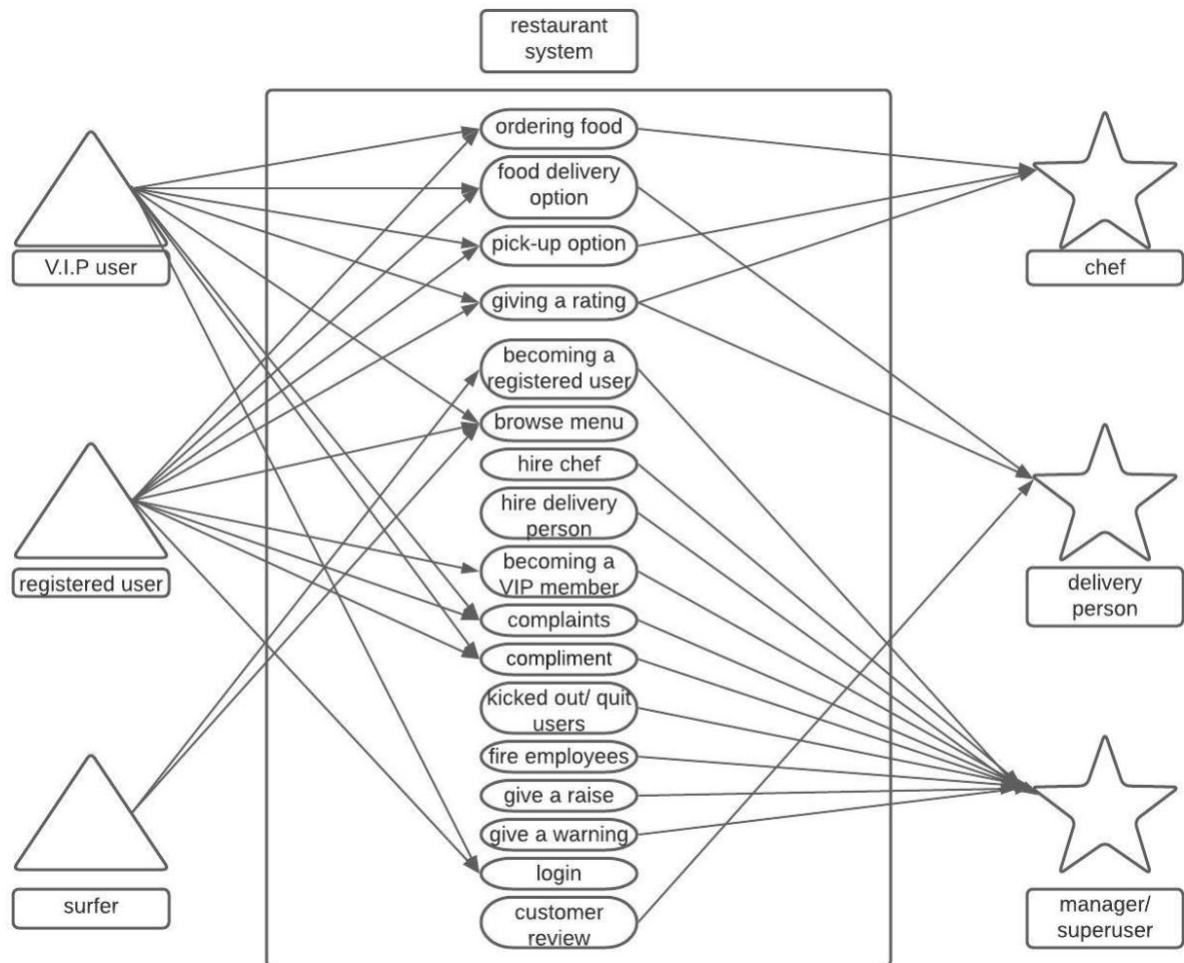 restaurant
system
ordering food
food delivery
option
pick-up option
giving a rating
becoming a
registered user
browse menu
hire chef
hire delivery
person
becoming a
VIP member
complaints
compliment
kicked out/ quit
users
fire employees
give a raise
give a warning
login
customer
review
V.I.P user
registered user
surfer
chef
delivery
person
manager/
superuser